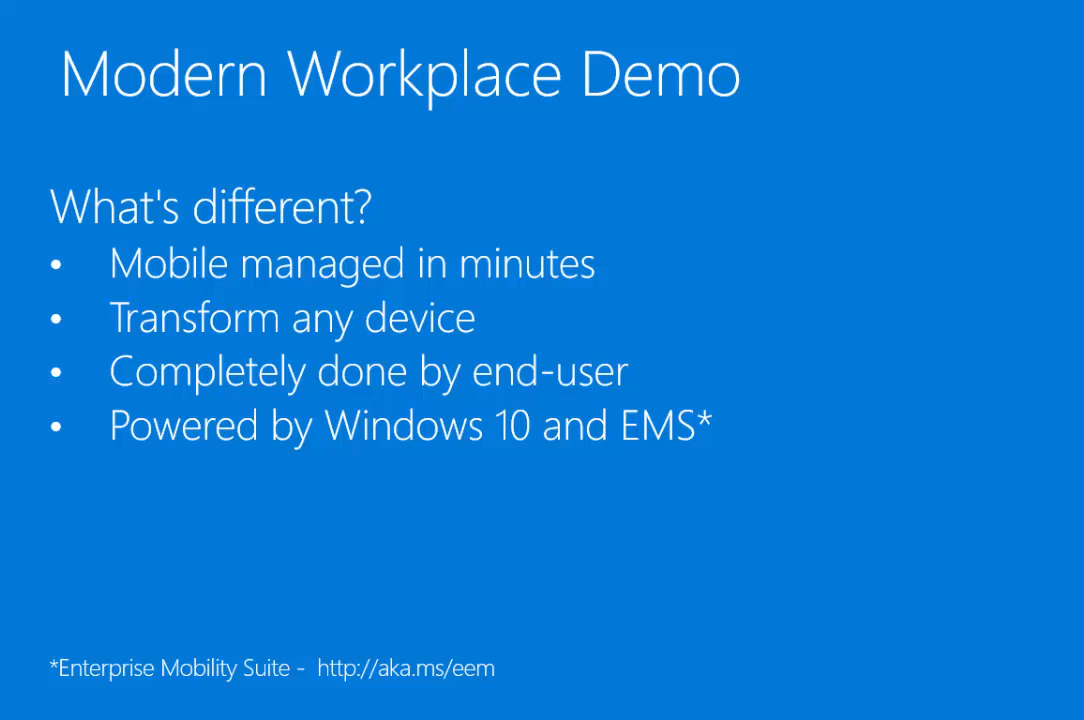 Modern Workplace Demo
What's different?
• Mobile managed in minutes
• Transform any device
• Completely done by end-user
• Powered by Windows 10 and EMS*
*Enterprise Mobility Suite - http://aka.ms/eem